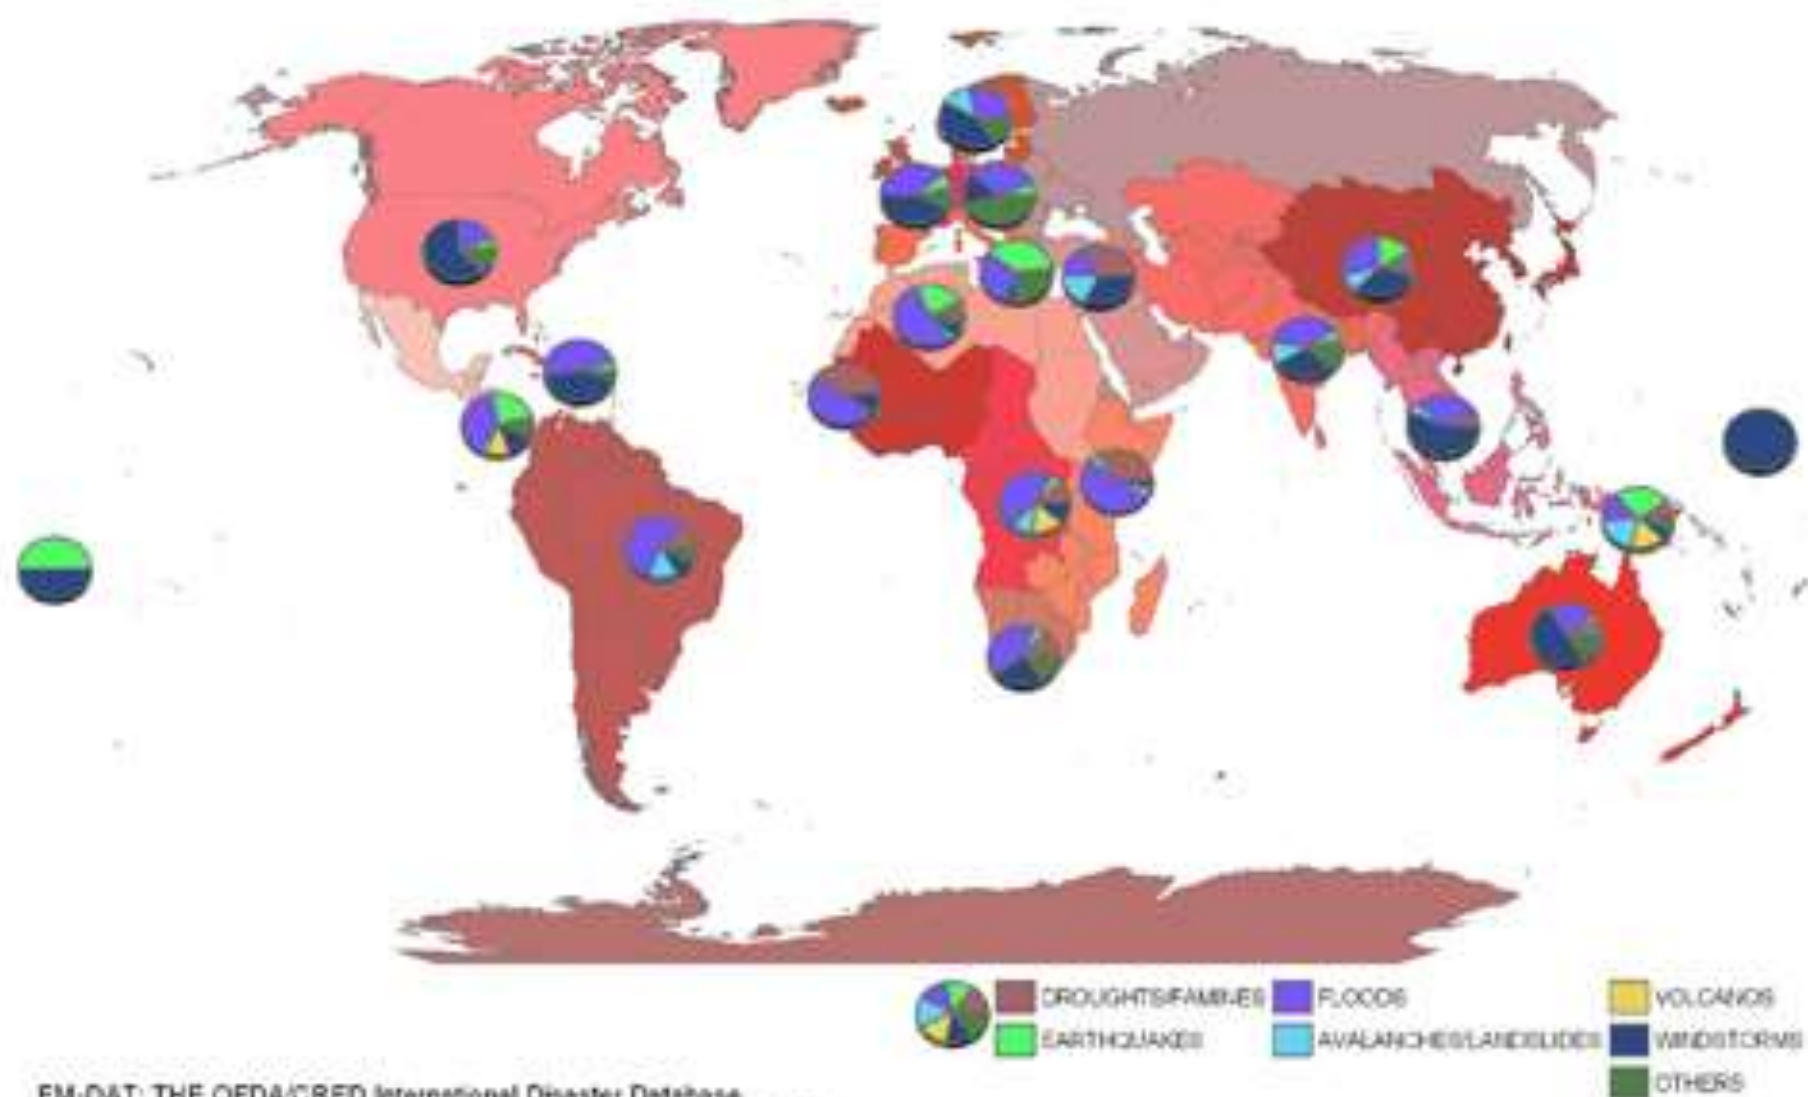 DROUGHTS/FAMINES FLOODS VOLCANOS
EARTHQUAKES AVALANCHES/LANDSLIDES WINDSTORMS
OTHERS
EM-DAT: THE OFDA/CRED International Disaster Database